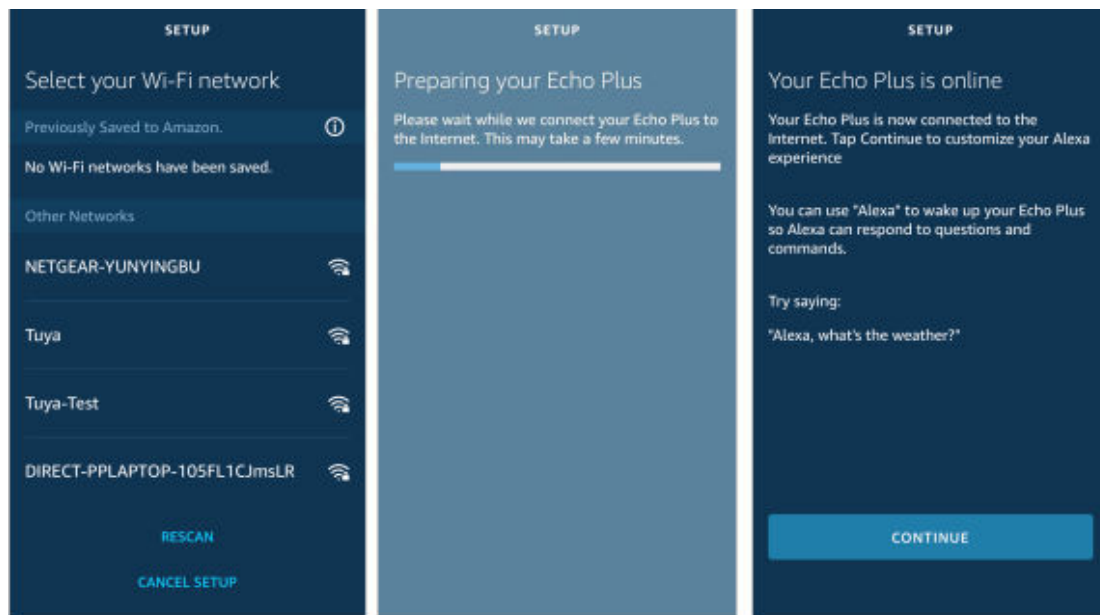 SETUP
Select your Wi-Fi network
Previously Saved to Amazon.
No Wi-Fi networks have been saved.
Other Networks
NETGEAR-YUNYINGBU
Tuya
Tuya-Test
DIRECT-PPLAPTOP-105FL1CJmsLR
RESCAN
CANCEL SETUP
SETUP
Preparing your Echo Plus
Please wait while we connect your Echo Plus to
the Internet. This may take a few minutes.
SETUP
Your Echo Plus is online
Your Echo Plus is now connected to the
Internet. Tap Continue to customize your Alexa
experience
You can use "Alexa" to wake up your Echo Plus
so Alexa can respond to questions and
commands.
Try saying:
"Alexa, what's the weather?"
CONTINUE